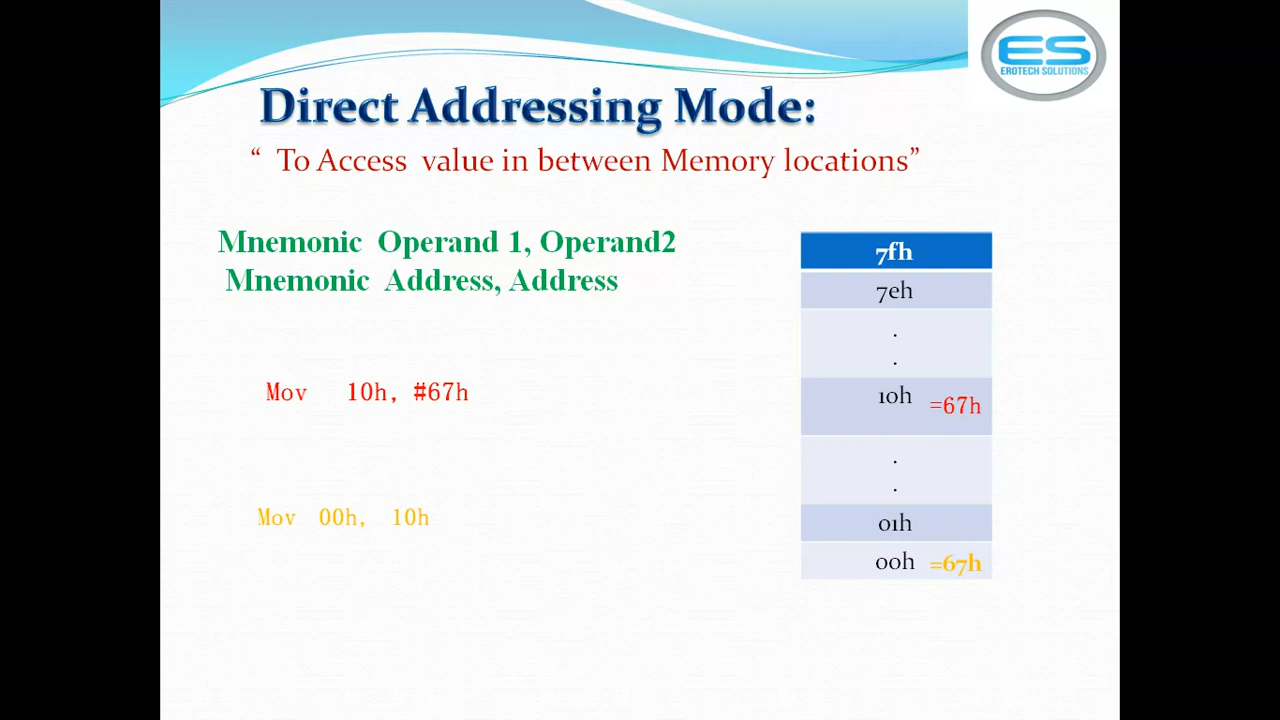 ES
EROTECH SOLUTIONS
Direct Addressing Mode:
“ To Access value in between Memory locations”
Mnemonic Operand 1, Operand2
Mnemonic Address, Address
Mov 10h, #67h
Mov 00h, 10h
7fh
7eh
.
.
10h =67h
.
.
01h
00h =67h